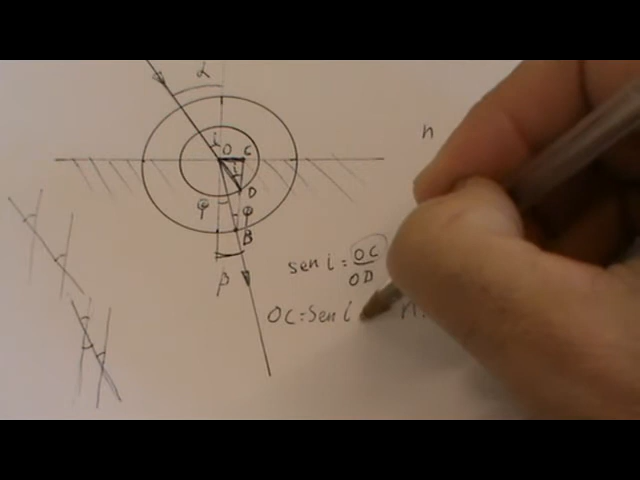 α
n
i O C
i
D
φ φ
B
β
sen i = OC/OD
OC = sen i n